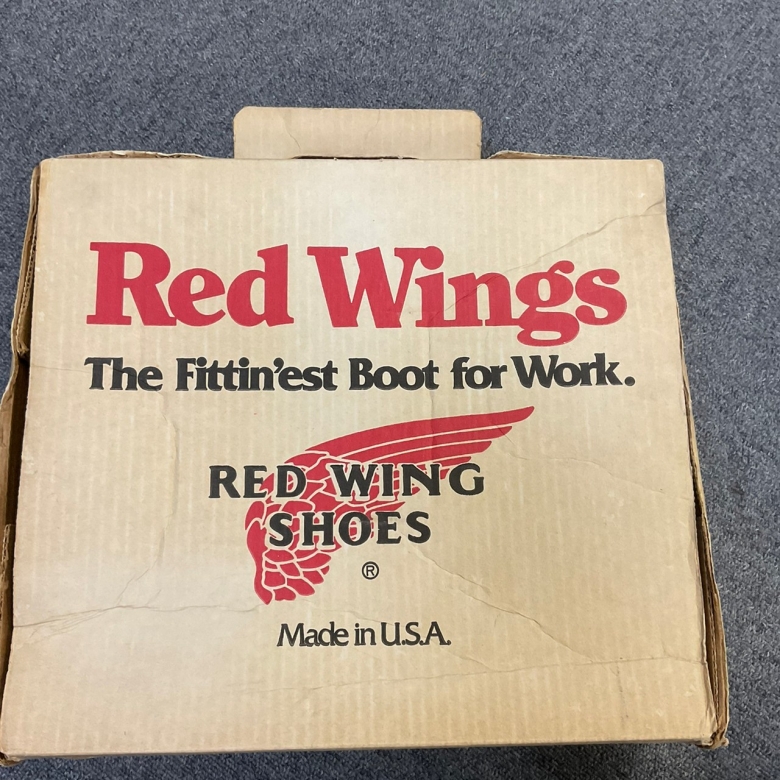 Red Wings
The Fittin'est Boot for Work.
RED WING
SHOES
®
Made in U.S.A.